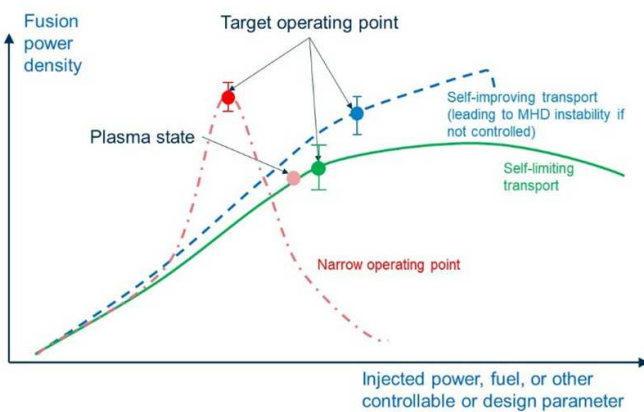 Fusion
power
density
Target operating point
Plasma state
Self-improving transport
(leading to MHD instability if
not controlled)
Self-limiting
transport
Narrow operating point
Injected power, fuel, or other
controllable or design parameter